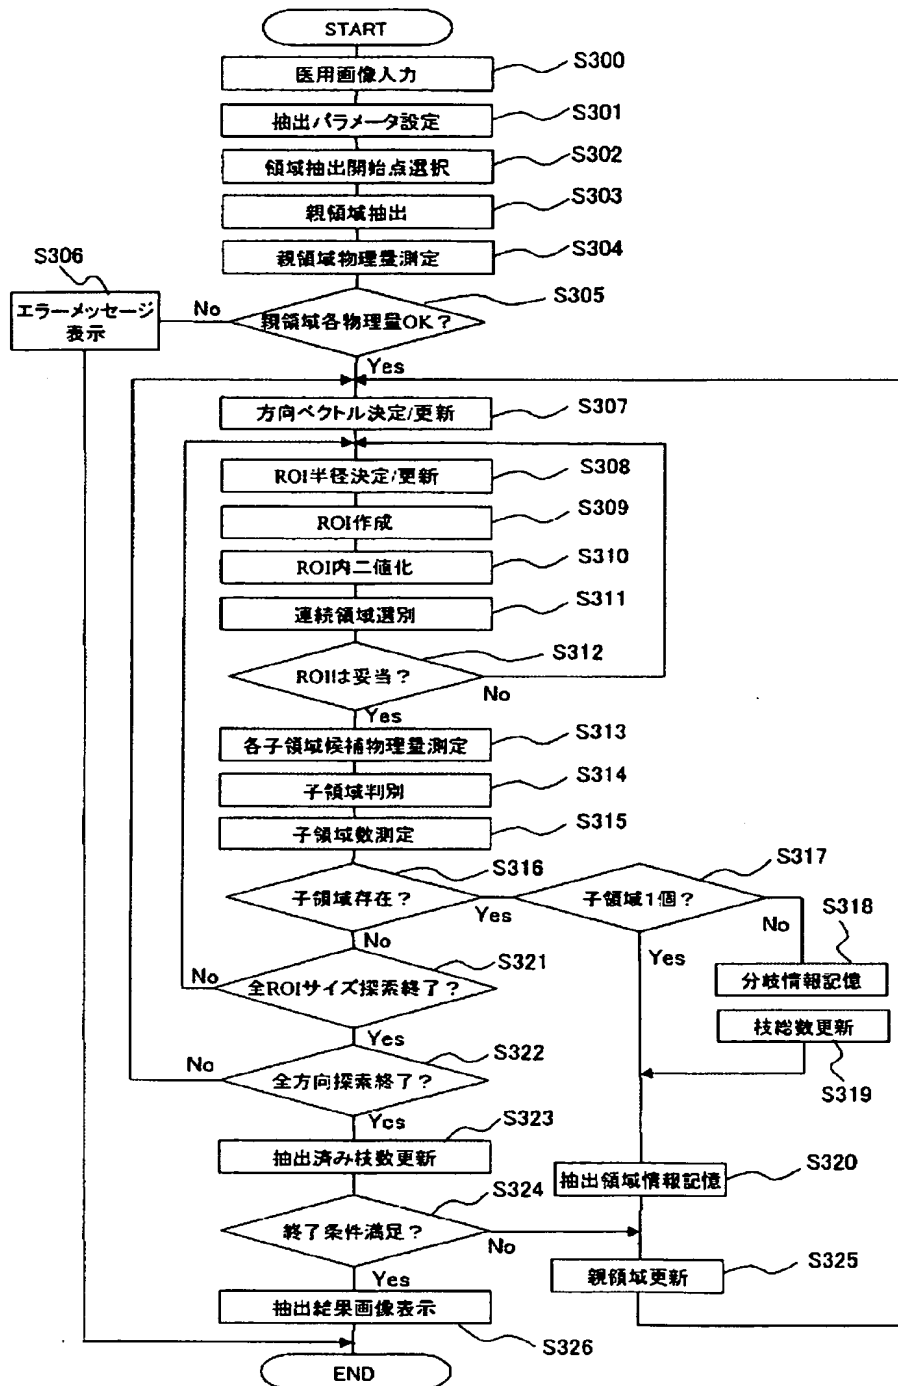 START
医用画像入力
S300
抽出パラメータ設定
S301
領域抽出開始点選択
S302
親領域抽出
S303
親領域物理量測定
S304
親領域各物理量OK？
S305
No
S306
エラーメッセージ
表示
Yes
方向ベクトル決定/更新
S307
ROI半径決定/更新
S308
ROI作成
S309
ROI内二値化
S310
連続領域選別
S311
ROIは妥当？
S312
No
Yes
各子領域候補物理量測定
S313
子領域判別
S314
子領域数測定
S315
子領域存在？
S316
Yes
No
子領域1個？
S317
No
Yes
分岐情報記憶
S318
枝総数更新
S319
抽出領域情報記憶
S320
全ROIサイズ探索終了？
S321
No
Yes
全方向探索終了？
S322
No
Yes
抽出済み枝数更新
S323
終了条件満足？
S324
No
Yes
親領域更新
S325
抽出結果画像表示
S326
END